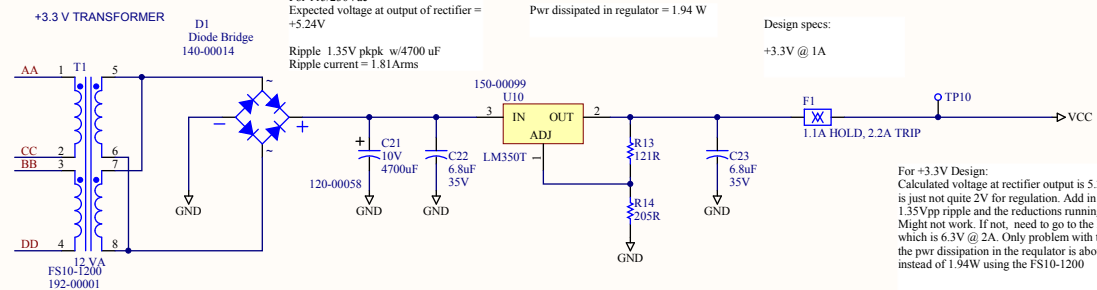 +3.3 V TRANSFORMER
Expected voltage at output of rectifier =
+5.24V
Ripple 1.35V pkpk w/4700 uF
Ripple current = 1.81Arms
Pwr dissipated in regulator = 1.94 W
Design specs:
+3.3V @ 1A
D1
Diode Bridge
140-00014
T1
AA 1
5
CC 2
6
BB 3
7
DD 4
8
12 VA
FS10-1200
192-00001
~
~
−
+
GND
+
C21
10V
4700uF
120-00058
GND
C22
6.8uF
35V
GND
150-00099
U10
3
IN
OUT
2
ADJ
1
LM350T
R13
121R
R14
205R
GND
C23
6.8uF
35V
GND
F1
1.1A HOLD, 2.2A TRIP
TP10
VCC
For +3.3V Design:
Calculated voltage at rectifier output is 5.
is just not quite 2V for regulation. Add in
1.35Vpp ripple and the reductions running
Might not work. If not, need to go to the
which is 6.3V @ 2A. Only problem with
the pwr dissipation in the requlator is abo
instead of 1.94W using the FS10-1200